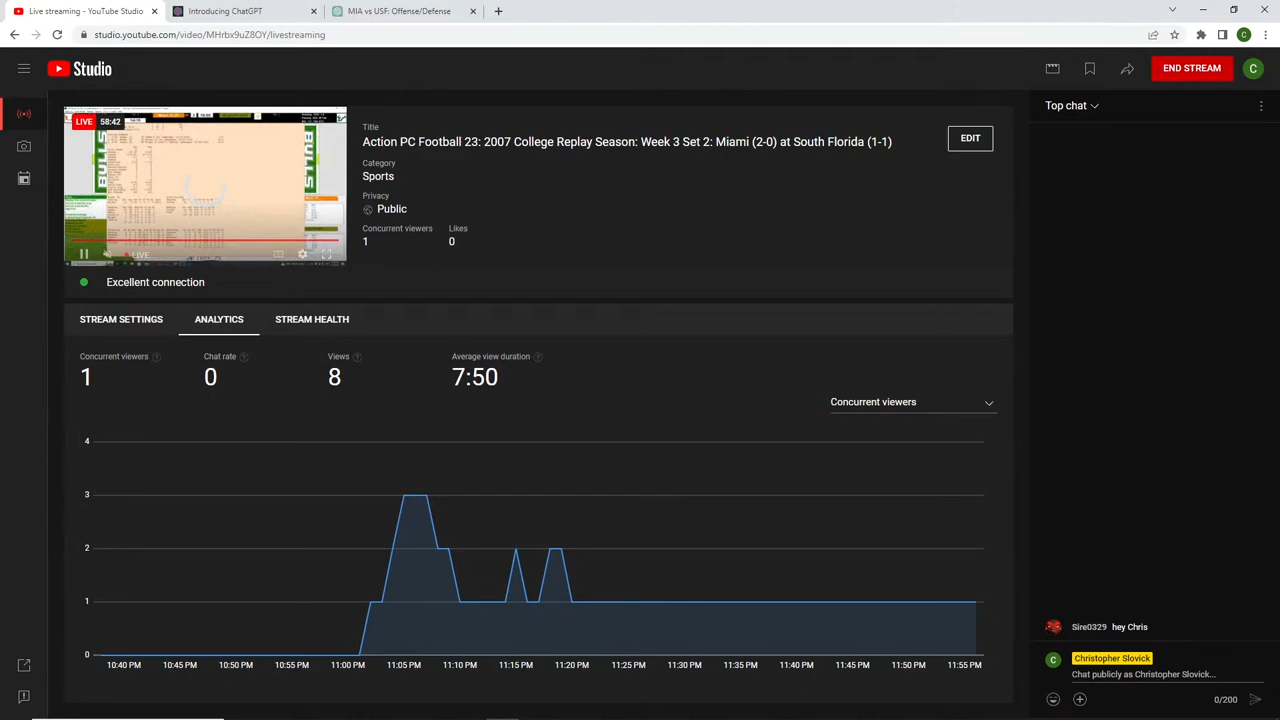 Live streaming - YouTube Studio
Introducing ChatGPT
MIA vs USF: Offense/Defense
studio.youtube.com/video/MHrbx9uZ8OY/livestreaming
C
Studio
END STREAM
C
LIVE 58:42
LIVE
Title
Action! PC Football
2007 College
Season: Week 3 Set 2: Miami (2-0) at
(1-1)
EDIT
Category
Sports
Privacy
Public
Concurrent viewers
Likes
1
0
Excellent connection
STREAM SETTINGS
ANALYTICS
STREAM HEALTH
Concurrent viewers
Chat rate
Views
Average view duration
1
0
8
7:50
Concurrent viewers
4
3
2
1
0
10:40 PM
10:45 PM
10:50 PM
10:55 PM
11:00 PM
11:10 PM
11:15 PM
11:20 PM
11:25 PM
11:30 PM
11:35 PM
11:40 PM
11:45 PM
11:50 PM
11:55 PM
Top chat
Sire0329 hey Chris
C
Christopher Slovick
Chat publicly as Christopher Slovick...
0/200